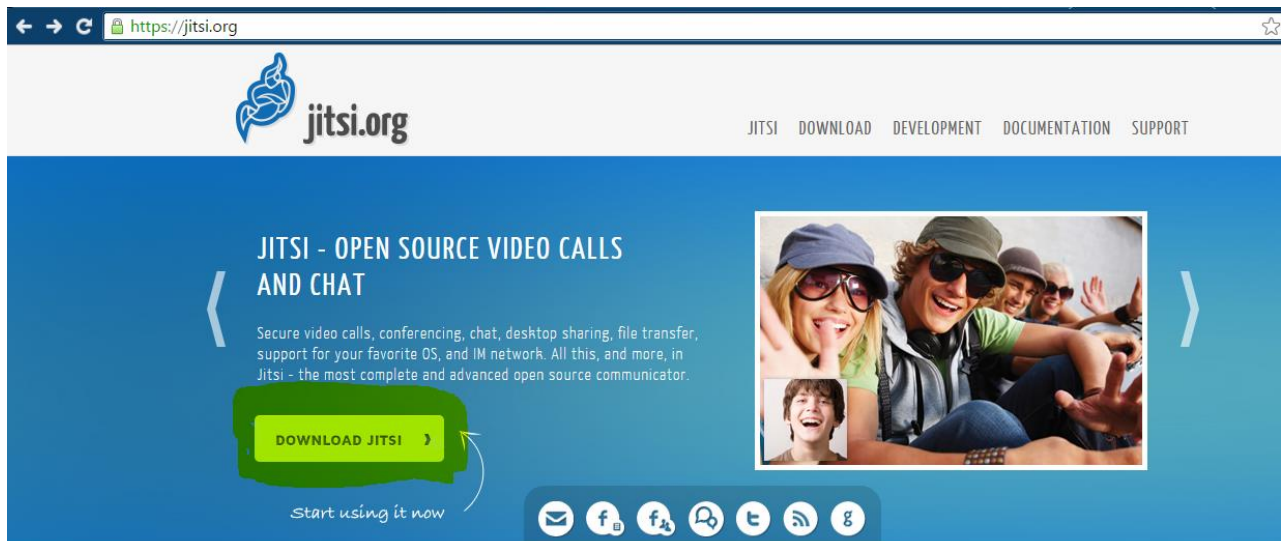 https://jitsi.org
jitsi.org
JITSI DOWNLOAD DEVELOPMENT DOCUMENTATION SUPPORT
JITSI - OPEN SOURCE VIDEO CALLS
AND CHAT
Secure video calls, conferencing, chat, desktop sharing, file transfer,
support for your favorite OS, and IM network. All this, and more, in
Jitsi - the most complete and advanced open source communicator.
DOWNLOAD JITSI
Start using it now